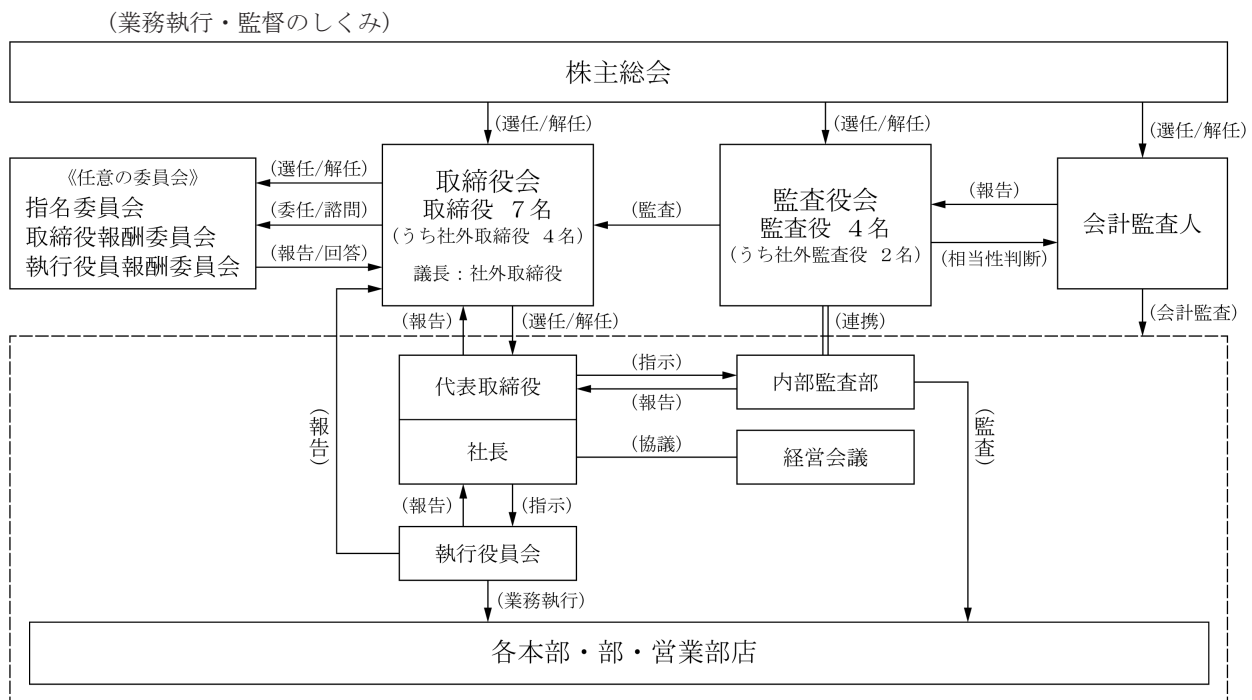 (業務執行・監督のしくみ)
株主総会
(選任/解任)
(選任/解任)
(選任/解任)
《任意の委員会》
指名委員会
取締役報酬委員会
執行役員報酬委員会
(選任/解任)
(委任/諮問)
(報告/回答)
取締役会
取締役 7名
(うち社外取締役 4名)
議長:社外取締役
(監査)
監査役会
監査役 4名
(うち社外監査役 2名)
(報告)
(相当性判断)
会計監査人
(報告)
(選任/解任)
(連携)
(会計監査)
代表取締役
社長
(指示)
(報告)
内部監査部
(協議)
経営会議
(報告)
(監査)
(報告)
(指示)
執行役員会
(業務執行)
各本部・部・営業部店